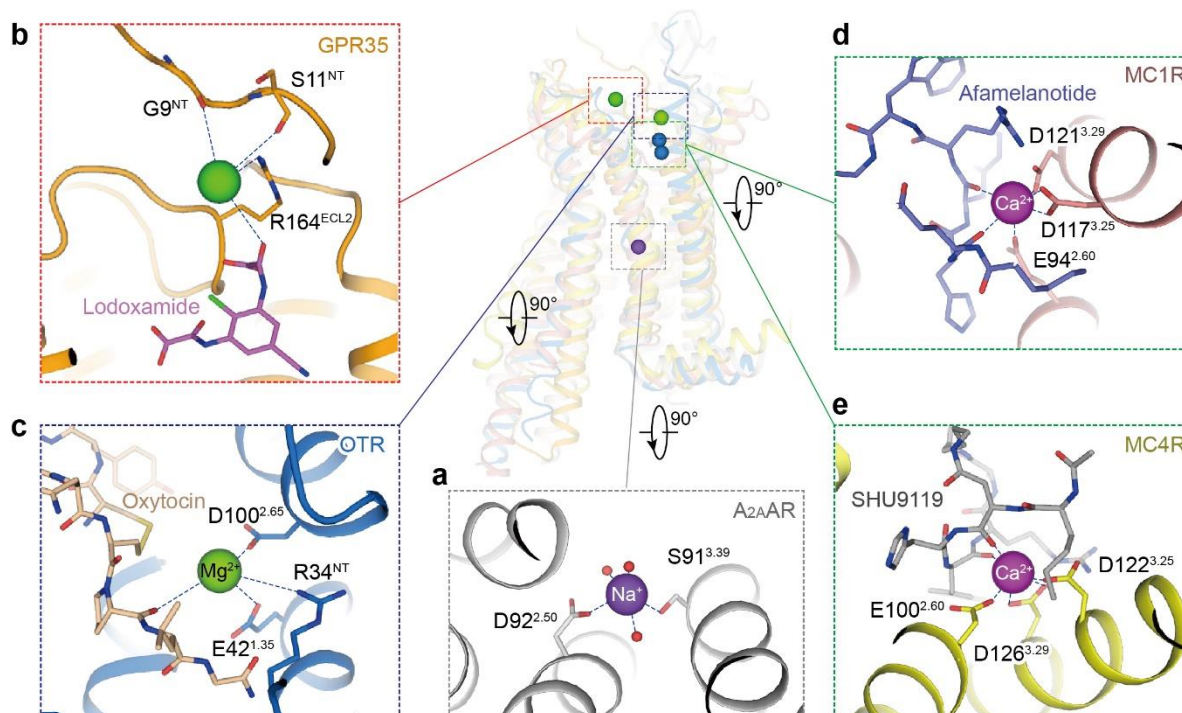 b
GPR35
G9ᴺᵀ
S11ᴺᵀ
R164ᴱᶜᴸ²
Lodoxamide
90°
90°
90°
d
MC1R
Afamelanotide
D121³·²⁹
Ca²⁺
D117³·²⁵
E94²·⁶⁰
c
OTR
Oxytocin
D100²·⁶⁵
Mg²⁺
R34ᴺᵀ
E42¹·³⁵
a
A₂ₐAR
S91³·³⁹
Na⁺
D92²·⁵⁰
e
MC4R
SHU9119
Ca²⁺
D122³·²⁵
E100²·⁶⁰
D126³·²⁹